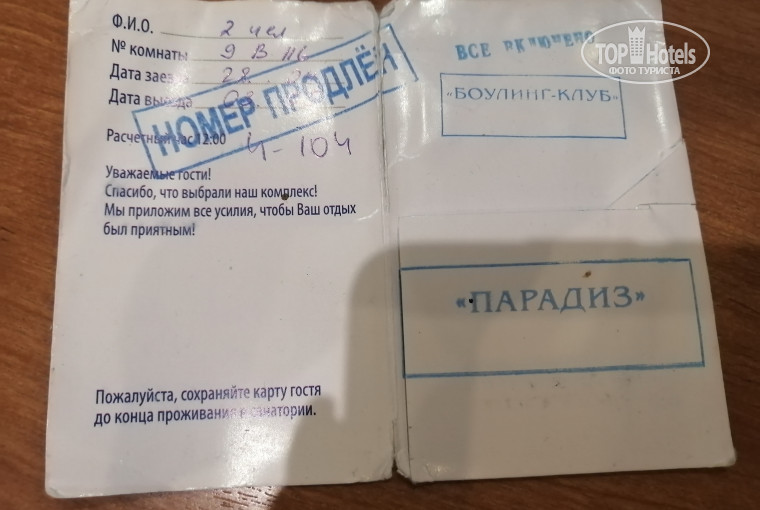 Ф.И.О. 2 чел
№ комнаты 9 В
Дата 28.
Дата
НОМЕР ПРОДЛЁН
Расчетный час 12:00
4-104
Уважаемые гости!
Спасибо, что выбрали наш комплекс!
Мы приложим все усилия, чтобы Ваш отдых
был приятным!
Пожалуйста, сохраняйте карту гостя
до конца проживания в санатории.
ВСЕ ВКЛЮЧЕНО
TOP Hotels
ФОТО ТУРИСТА
"БОУЛИНГ-КЛУБ"
«ПАРАДИЗ»